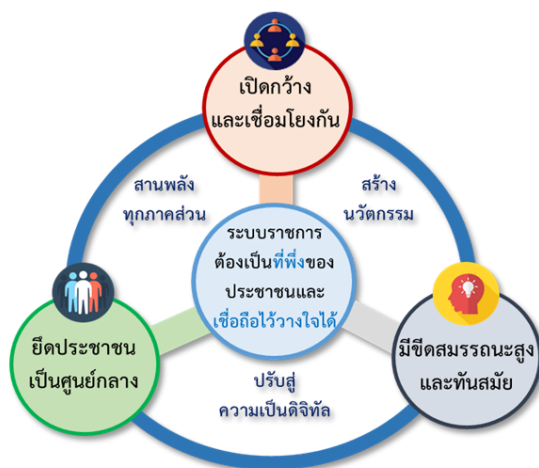 เปิดกว้าง
และเชื่อมโยงกัน
สานพลัง
ทุกภาคส่วน
สร้าง
นวัตกรรม
ระบบราชการ
ต้องเป็นที่พึ่งของ
ประชาชนและ
เชื่อถือไว้วางใจได้
ยึดประชาชน
เป็นศูนย์กลาง
มีขีดสมรรถนะสูง
และทันสมัย
ปรับสู่
ความเป็นดิจิทัล